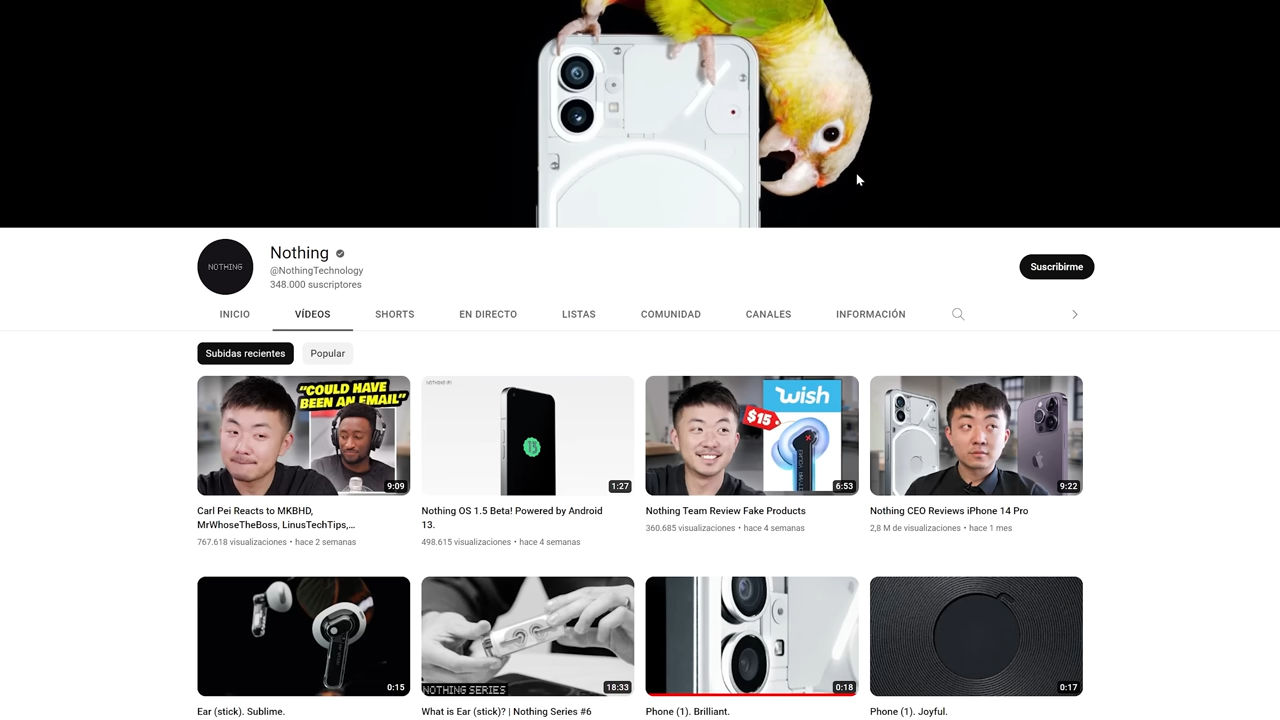 NOTHING
Nothing
@NothingTechnology
348.000 suscriptores
Suscribirme
INICIO
VÍDEOS
SHORTS
EN DIRECTO
LISTAS
COMUNIDAD
CANALES
INFORMACIÓN
Subidas recientes
Popular
"COULD HAVE
BEEN AN EMAIL"
9:09
1:27
wish
$15
6:53
9:22
Carl Pei Reacts to MKBHD,
MrWhoseTheBoss, LinusTechTips,...
767.618 visualizaciones • hace 2 semanas
Nothing OS 1.5 Beta! Powered by Android
13.
498.615 visualizaciones • hace 4 semanas
Nothing Team Review Fake Products
360.685 visualizaciones • hace 4 semanas
Nothing CEO Reviews iPhone 14 Pro
2,8 M de visualizaciones • hace 1 mes
0:15
NOTHING SERIES
18:33
0:18
0:17
Ear (stick). Sublime.
What is Ear (stick)? | Nothing Series #6
Phone (1). Brilliant.
Phone (1). Joyful.